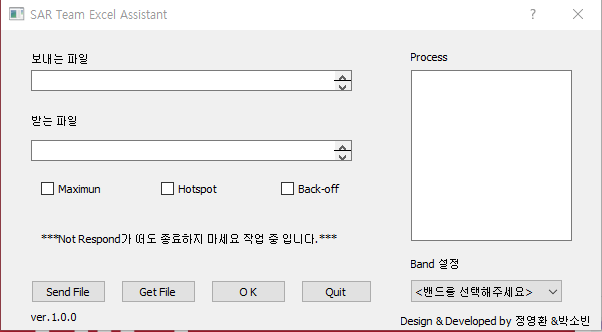 SAR Team Excel Assistant
보내는 파일
Process
받는 파일
Maximun
Hotspot
Back-off
***Not Respond가 떠도 종료하지 마세요 작업 중 입니다.***
Band 설정
Send File
Get File
O K
Quit
<밴드를 선택해주세요>
ver.1.0.0
Design & Developed by 정영화 &박소빈